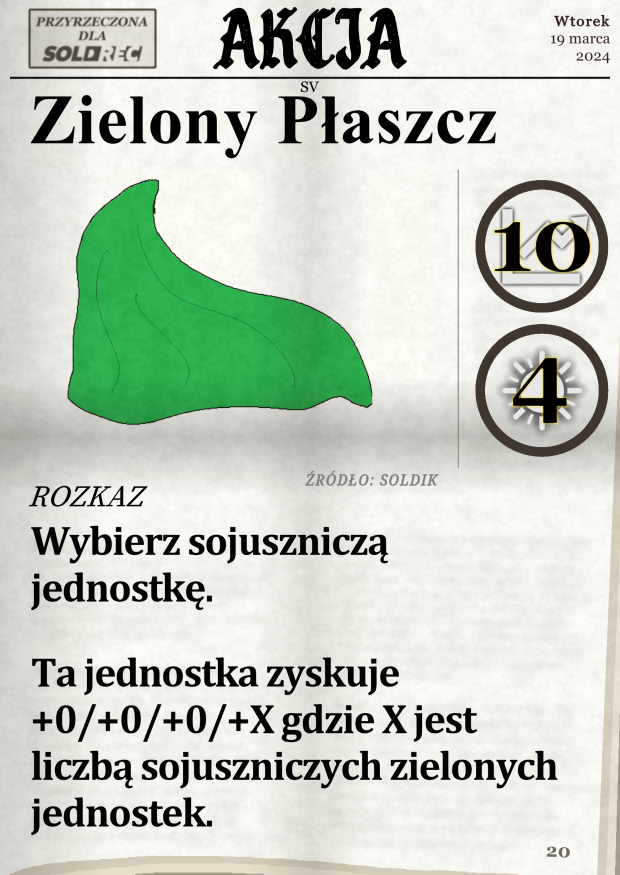 PRZYRZECZONA
DLA
SOLDREC
AKCJA
Wtorek
19 marca
2024
SV
Zielony Płaszcz
10
4
ŹRÓDŁO: SOLDIK
ROZKAZ
Wybierz sojuszniczą
jednostkę.
Ta jednostka zyskuje
+0/+0/+0/+X gdzie X jest
liczbą sojuszniczych zielonych
jednostek.
20